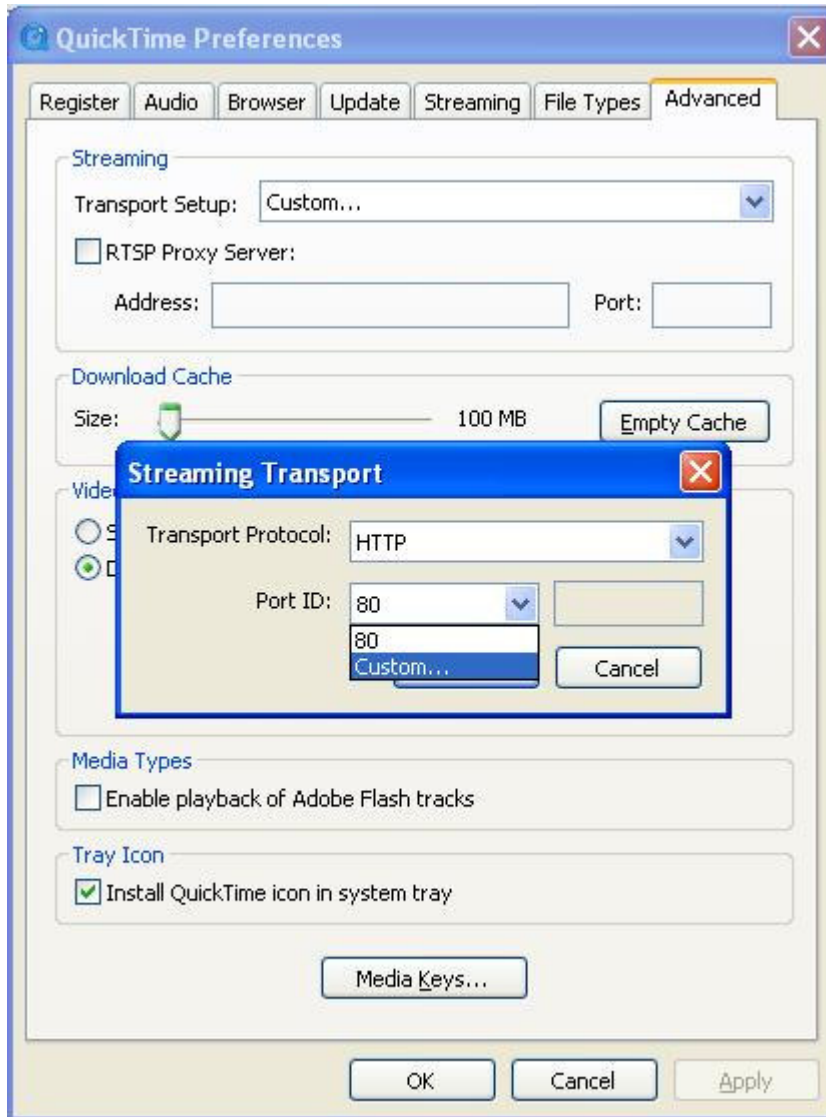 QuickTime Preferences
Register Audio Browser Update Streaming File Types Advanced
Streaming
Transport Setup: Custom...
RTSP Proxy Server:
Address: Port:
Download Cache
Size: 100 MB Empty Cache
Streaming Transport
Transport Protocol: HTTP
Port ID: 80
80
Custom...
Cancel
Media Types
Enable playback of Adobe Flash tracks
Tray Icon
Install QuickTime icon in system tray
Media Keys...
OK Cancel Apply